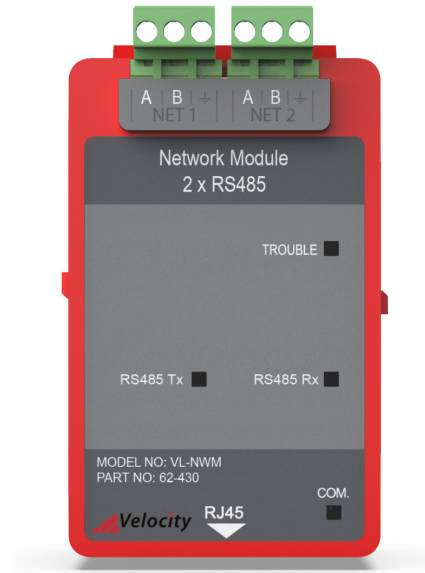 A B ⏚ A B ⏚
NET 1 NET 2
Network Module
2 x RS485
TROUBLE
RS485 Tx RS485 Rx
MODEL NO: VL-NWM
PART NO: 62-430
COM.
Velocity RJ45